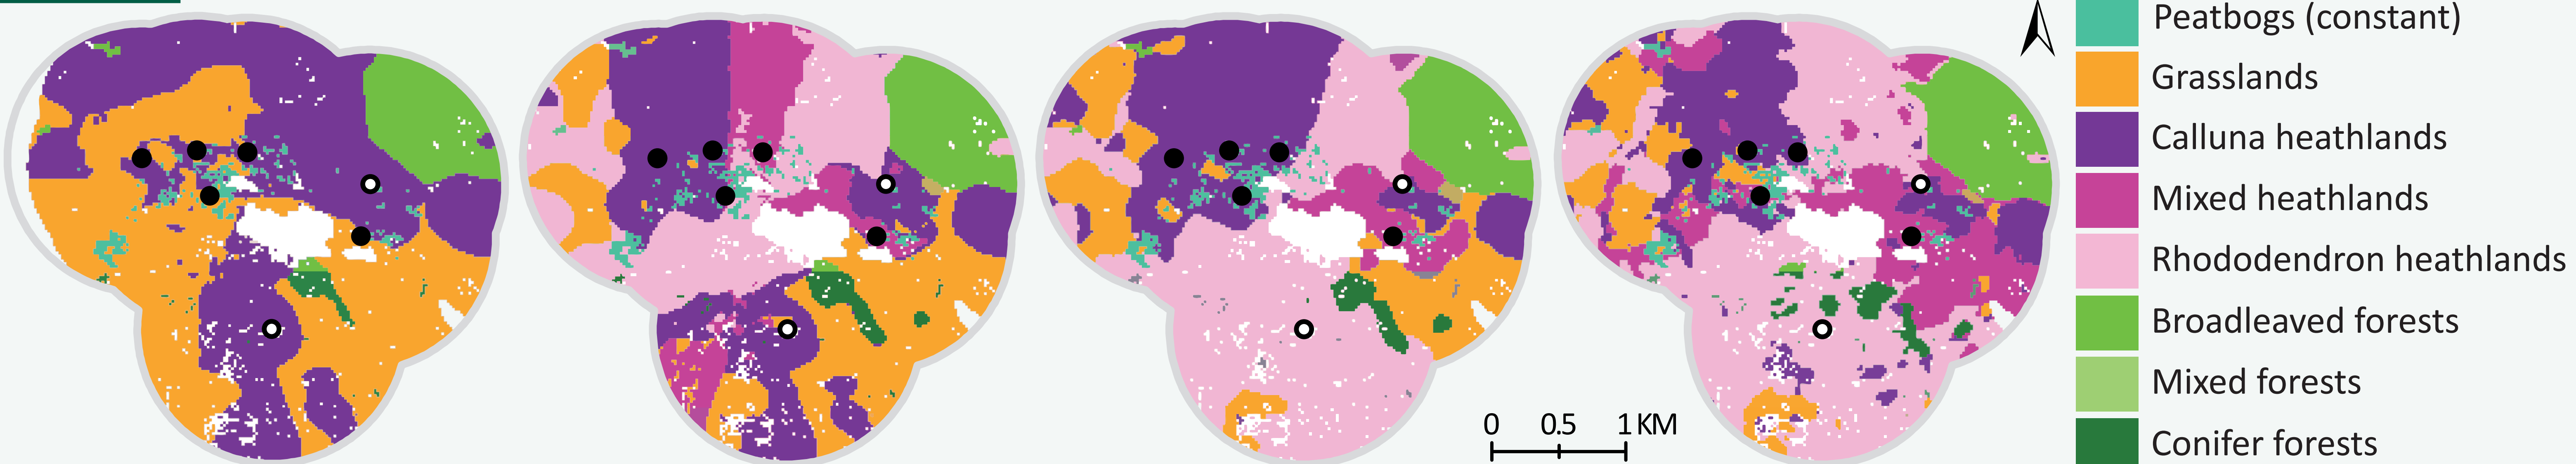 Peatbogs (constant)
Grasslands
Calluna heathlands
Mixed heathlands
Rhododendron heathlands
Broadleaved forests
Mixed forests
Conifer forests
0 0.5 1 KM